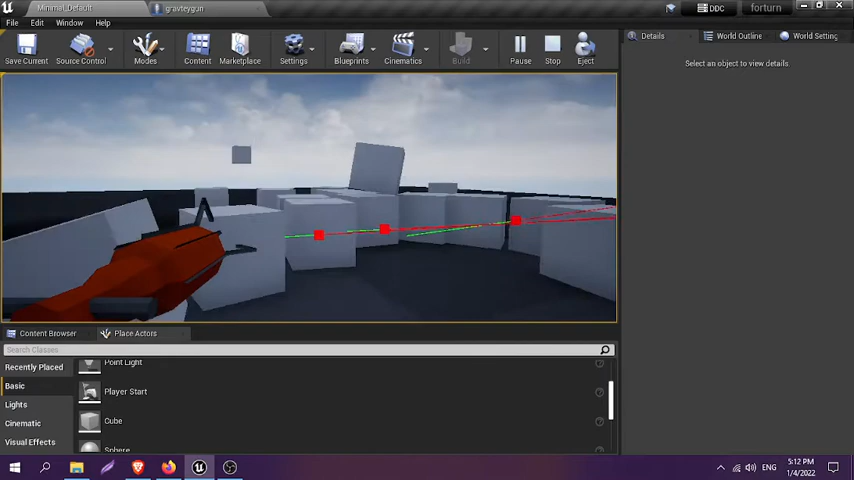 Minimal_Default
gravteygun
DDC
forturn
File
Edit
Window
Help
Save Current
Source Control
Modes
Content
Marketplace
Settings
Blueprints
Cinematics
Build
Pause
Stop
Eject
Details
World Outline
World Setting
Select an object to view details.
Content Browser
Place Actors
Search Classes
Recently Placed
Basic
Lights
Cinematic
Visual Effects
Point Light
Player Start
Cube
Sphere
ENG
5:12 PM
1/4/2022